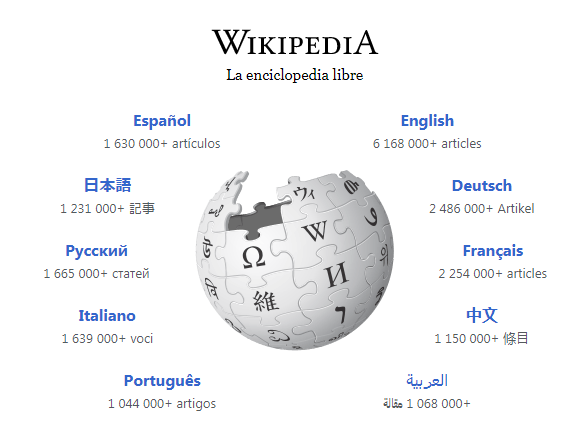 WIKIPEDIA
La enciclopedia libre
Español
1 630 000+ artículos
English
6 168 000+ articles
日本語
1 231 000+ 記事
Deutsch
2 486 000+ Artikel
Русский
1 665 000+ статей
Français
2 254 000+ articles
Italiano
1 639 000+ voci
中文
1 150 000+ 條目
Português
1 044 000+ artigos
العربية
1 068 000+ مقالة
Ω
W
維
И
ウィ